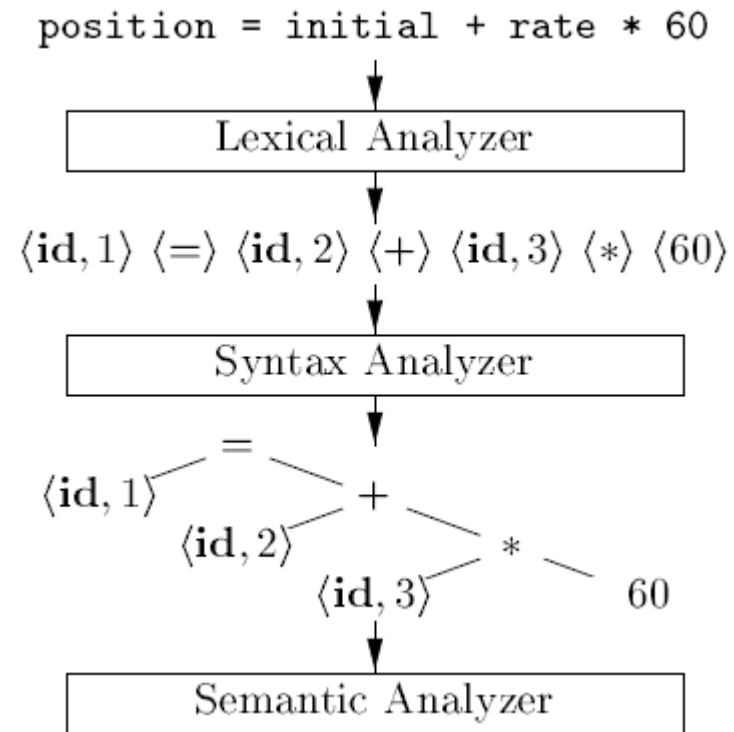 position = initial + rate * 60
Lexical Analyzer
⟨id, 1⟩ ⟨=⟩ ⟨id, 2⟩ ⟨+⟩ ⟨id, 3⟩ ⟨*⟩ ⟨60⟩
Syntax Analyzer
=
⟨id, 1⟩ +
⟨id, 2⟩ *
⟨id, 3⟩ 60
Semantic Analyzer